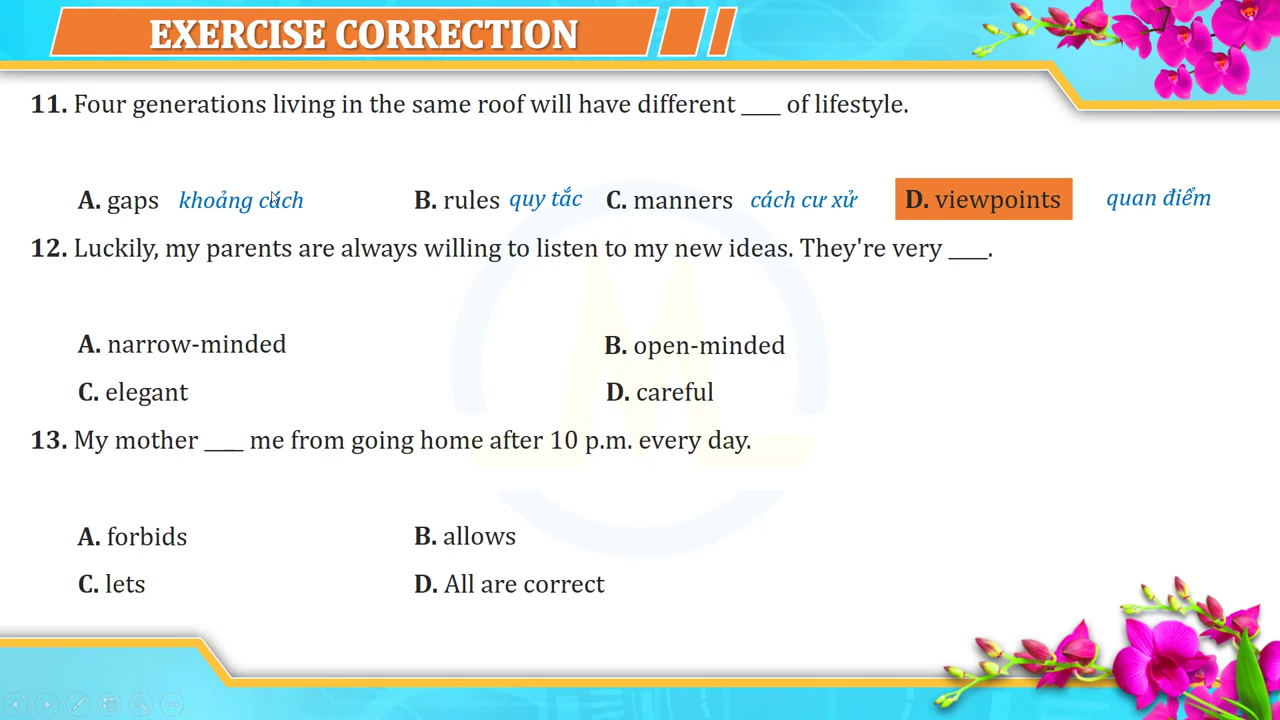 EXERCISE CORRECTION
11. Four generations living in the same roof will have different ____ of lifestyle.
A. gaps khoảng cách B. rules quy tắc C. manners cách cư xử D. viewpoints quan điểm
12. Luckily, my parents are always willing to listen to my new ideas. They're very ____.
A. narrow-minded B. open-minded
C. elegant D. careful
13. My mother ____ me from going home after 10 p.m. every day.
A. forbids B. allows
C. lets D. All are correct